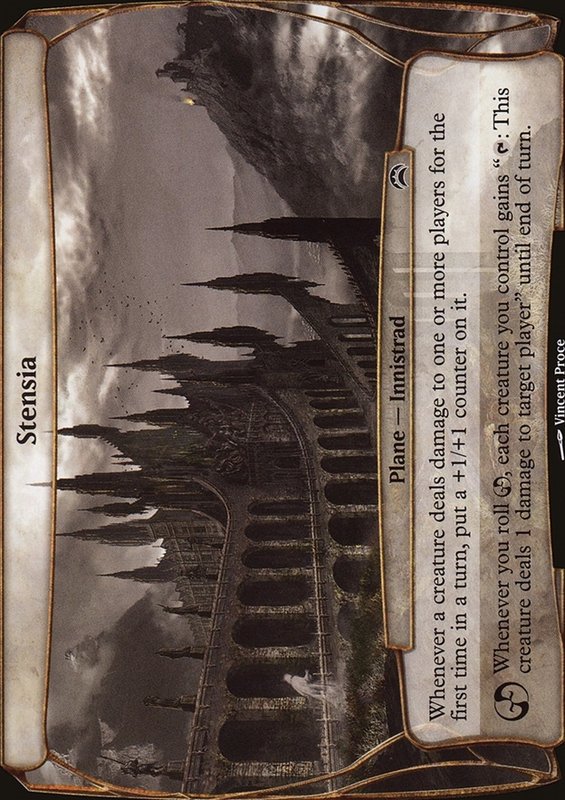 Stensia
Plane — Innistrad
Whenever a creature deals damage to one or more players for the
first time in a turn, put a +1/+1 counter on it.
Whenever you roll , each creature you control gains “: This
creature deals 1 damage to target player” until end of turn.
Vincent Proce